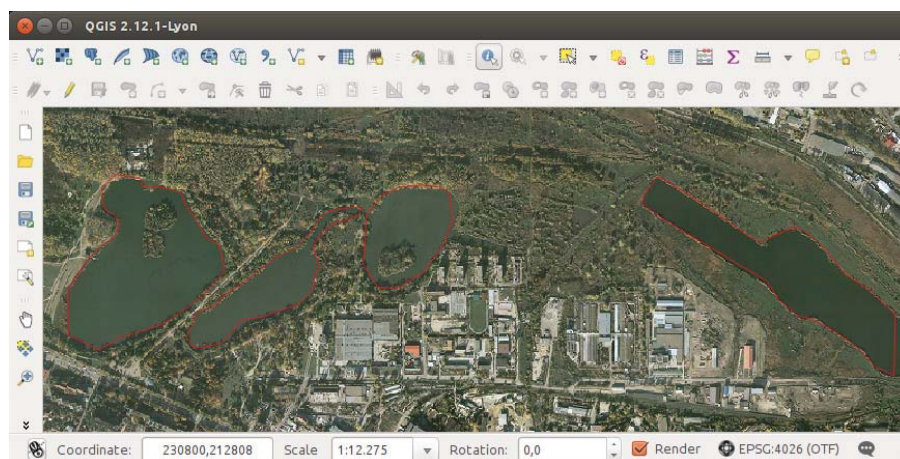 QGIS 2.12.1-Lyon
Coordinate: 230800,212808 Scale 1:12.275 Rotation: 0,0 Render EPSG:4026 (OTF)